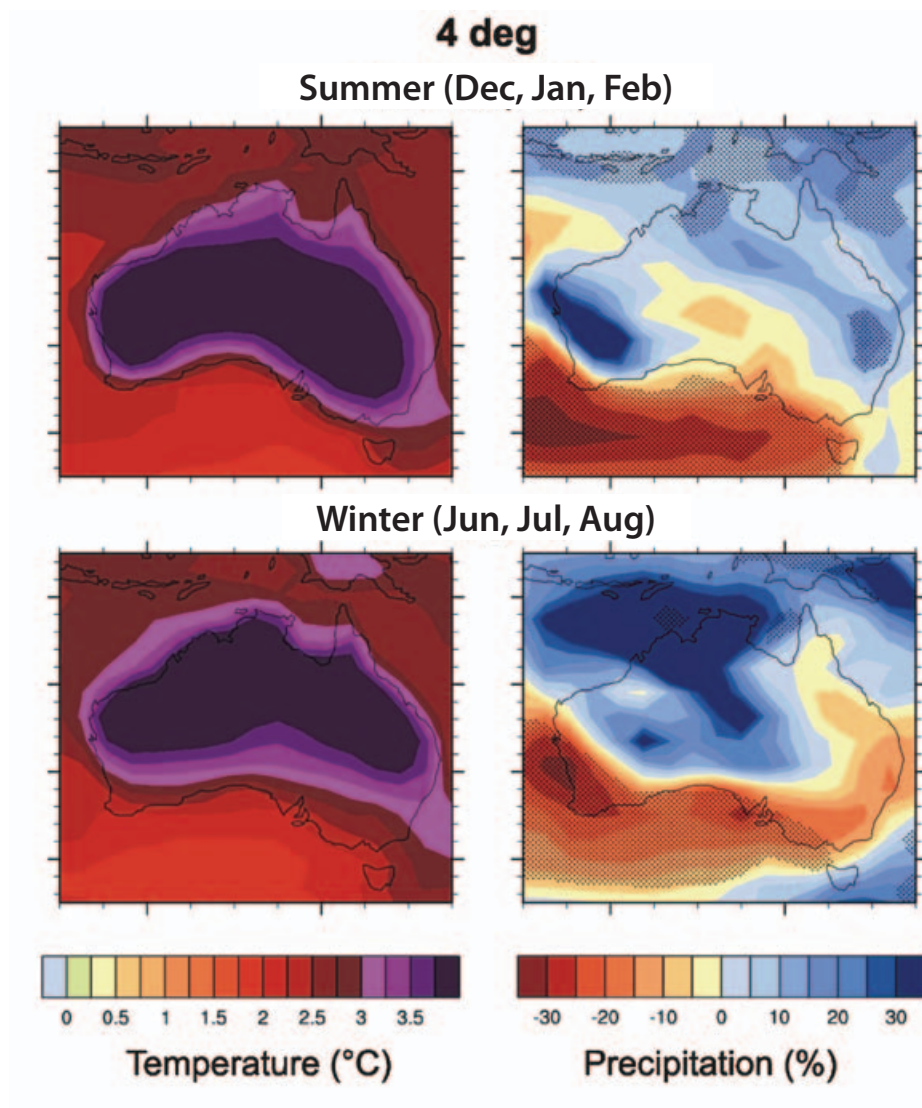 4 deg
Summer (Dec, Jan, Feb)
Winter (Jun, Jul, Aug)
0 0.5 1 1.5 2 2.5 3 3.5
-30 -20 -10 0 10 20 30
Temperature (°C)
Precipitation (%)